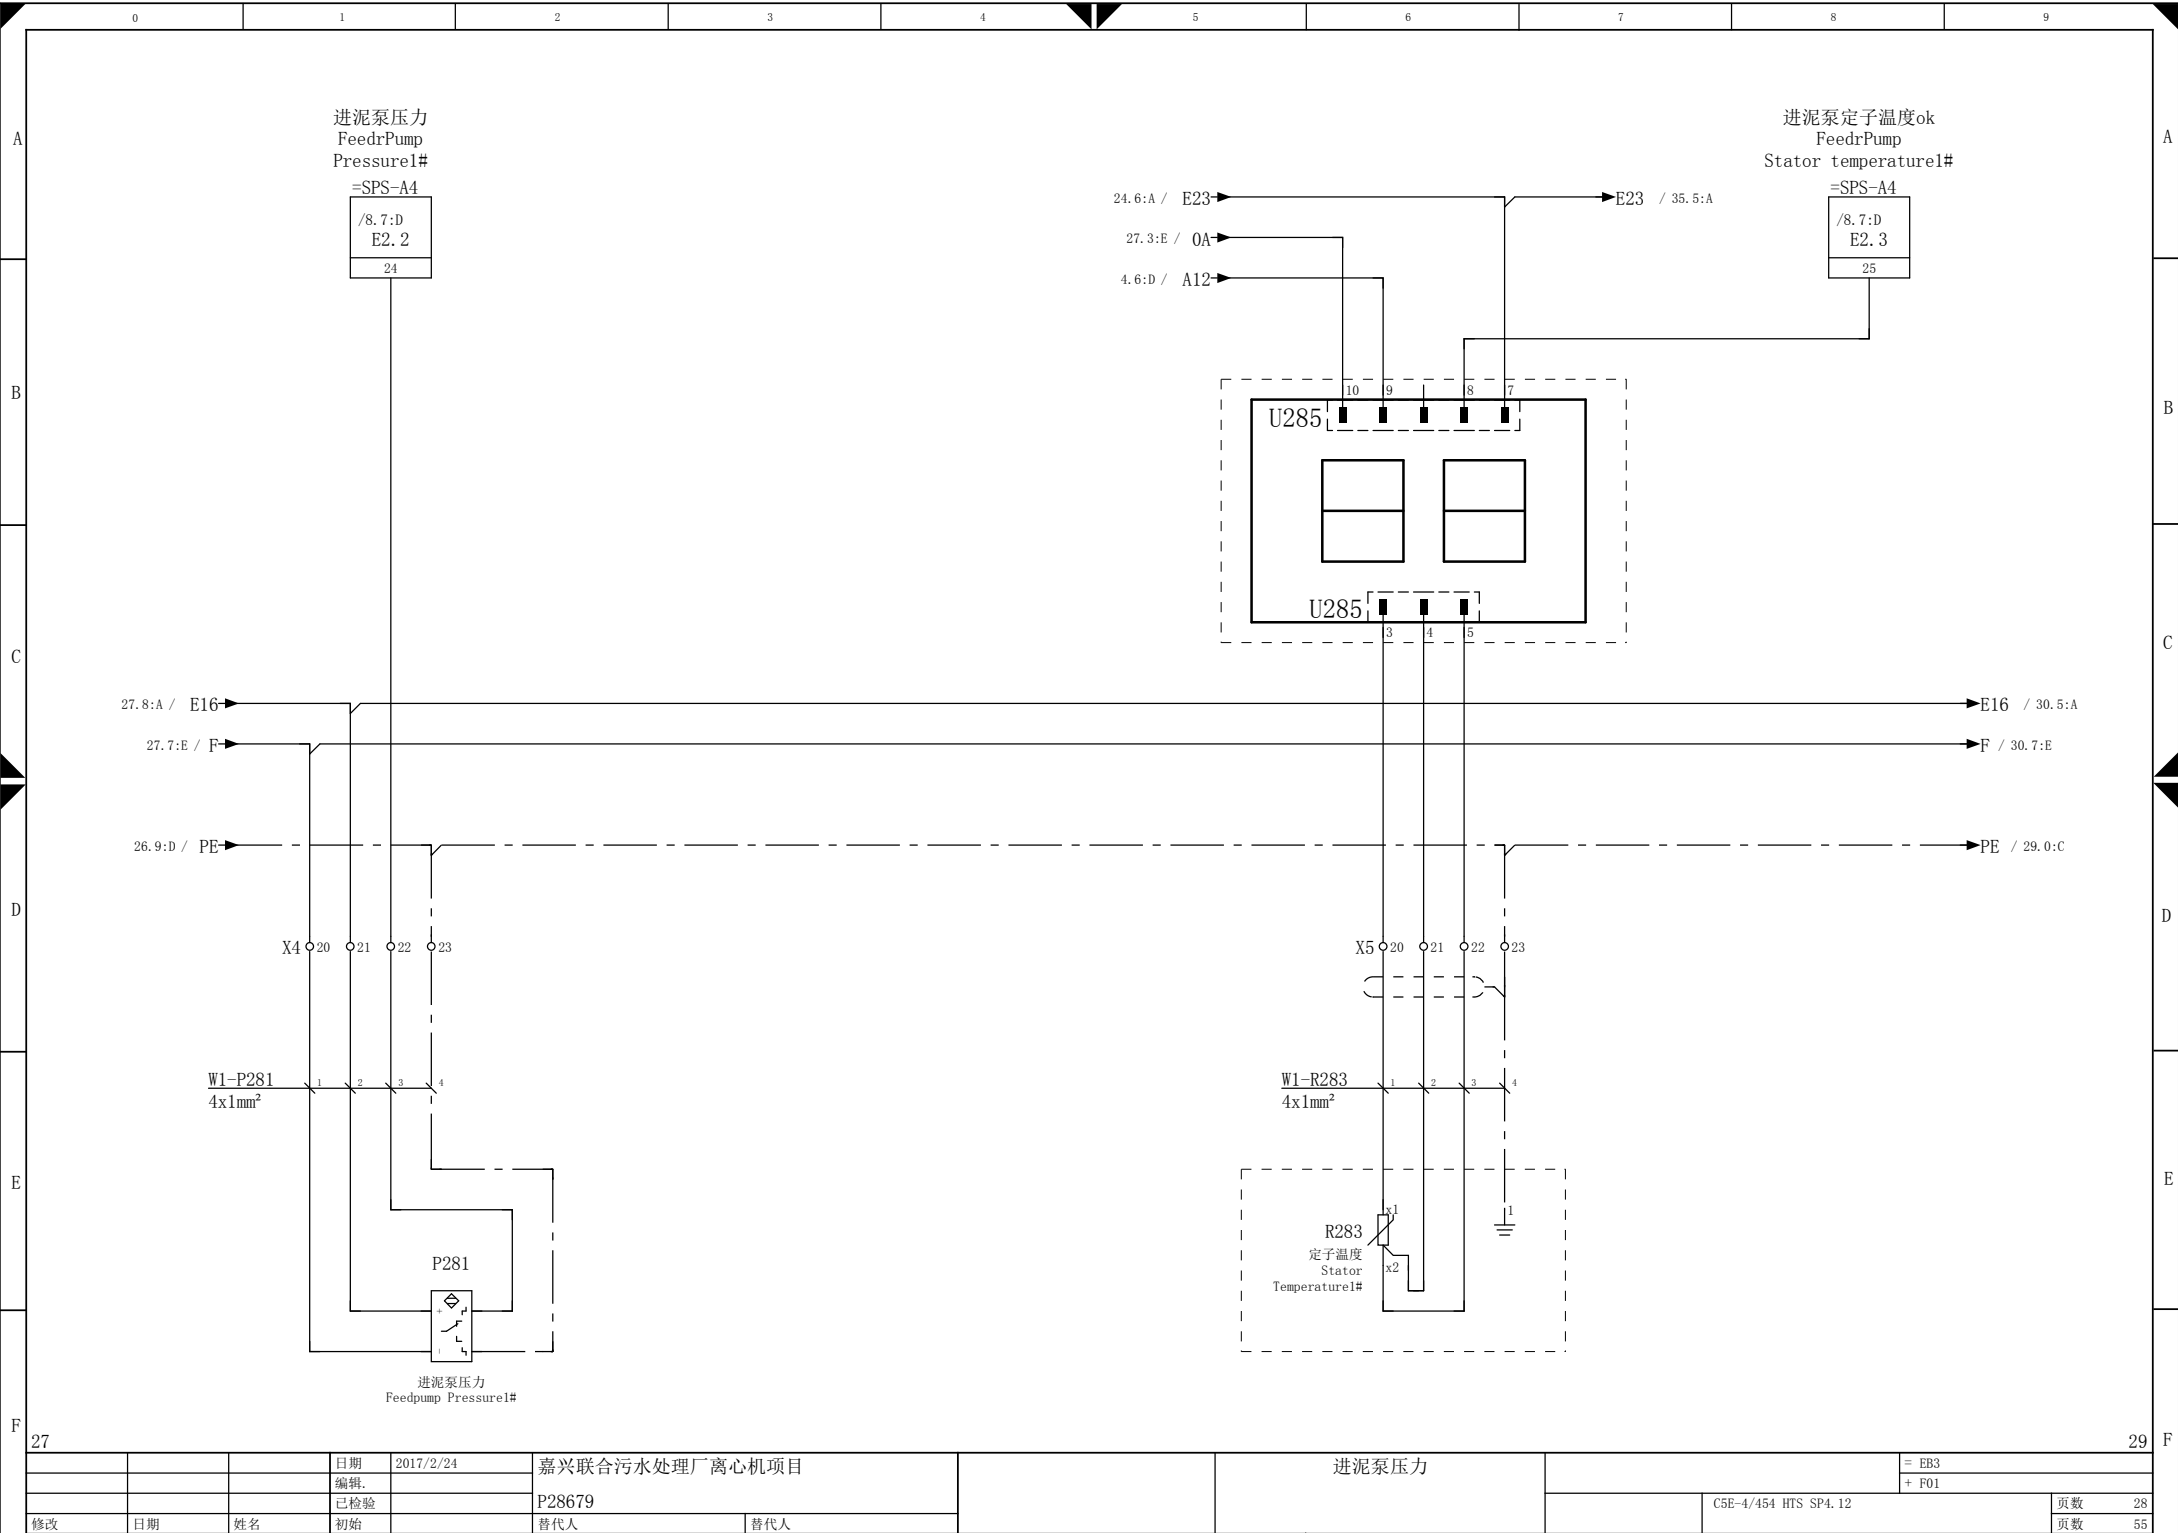 0 1 2 3 4 5 6 7 8 9
A
A
进泥泵压力
FeedrPump
Pressure1#
=SPS-A4
/8.7:D
E2.2
24
进泥泵定子温度ok
FeedrPump
Stator temperature1#
=SPS-A4
/8.7:D
E2.3
25
24.6:A / E23
E23 / 35.5:A
27.3:E / 0A
4.6:D / A12
B
B
10 9 8 7
U285
U285
3 4 5
C
C
27.8:A / E16
E16 / 30.5:A
27.7:E / F
F / 30.7:E
26.9:D / PE
PE / 29.0:C
D
D
X4 20 21 22 23
X5 20 21 22 23
W1-P281 1 2 3 4
4x1mm²
W1-R283 1 2 3 4
4x1mm²
E
E
P281
+
-
进泥泵压力
Feedpump Pressure1#
x1
R283
定子温度
Stator
Temperature1#
x2
1
F
F
27
29
日期 2017/2/24
编辑.
已检验
修改 日期 姓名 初始
嘉兴联合污水处理厂离心机项目
P28679
替代人 替代人
进泥泵压力
= EB3
+ F01
C5E-4/454 HTS SP4.12
页数 28
页数 55